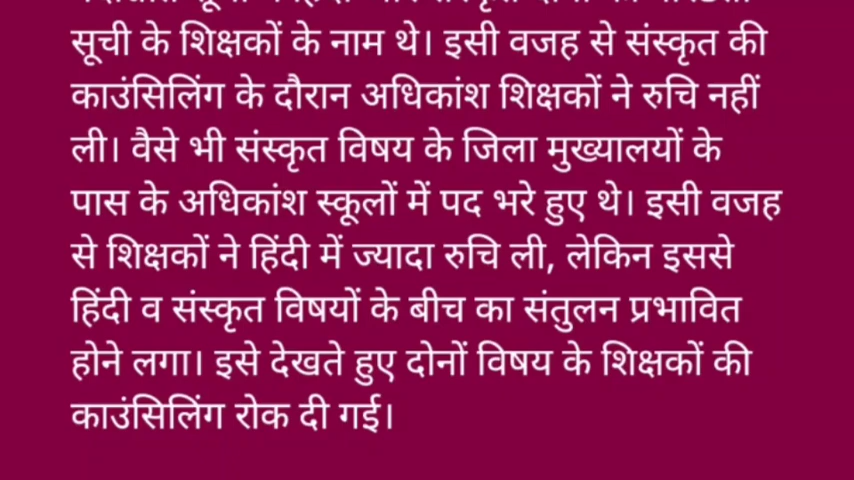 सूची के शिक्षकों के नाम थे। इसी वजह से संस्कृत की
काउंसिलिंग के दौरान अधिकांश शिक्षकों ने रुचि नहीं
ली। वैसे भी संस्कृत विषय के जिला मुख्यालयों के
पास के अधिकांश स्कूलों में पद भरे हुए थे। इसी वजह
से शिक्षकों ने हिंदी में ज्यादा रुचि ली, लेकिन इससे
हिंदी व संस्कृत विषयों के बीच का संतुलन प्रभावित
होने लगा। इसे देखते हुए दोनों विषय के शिक्षकों की
काउंसिलिंग रोक दी गई।